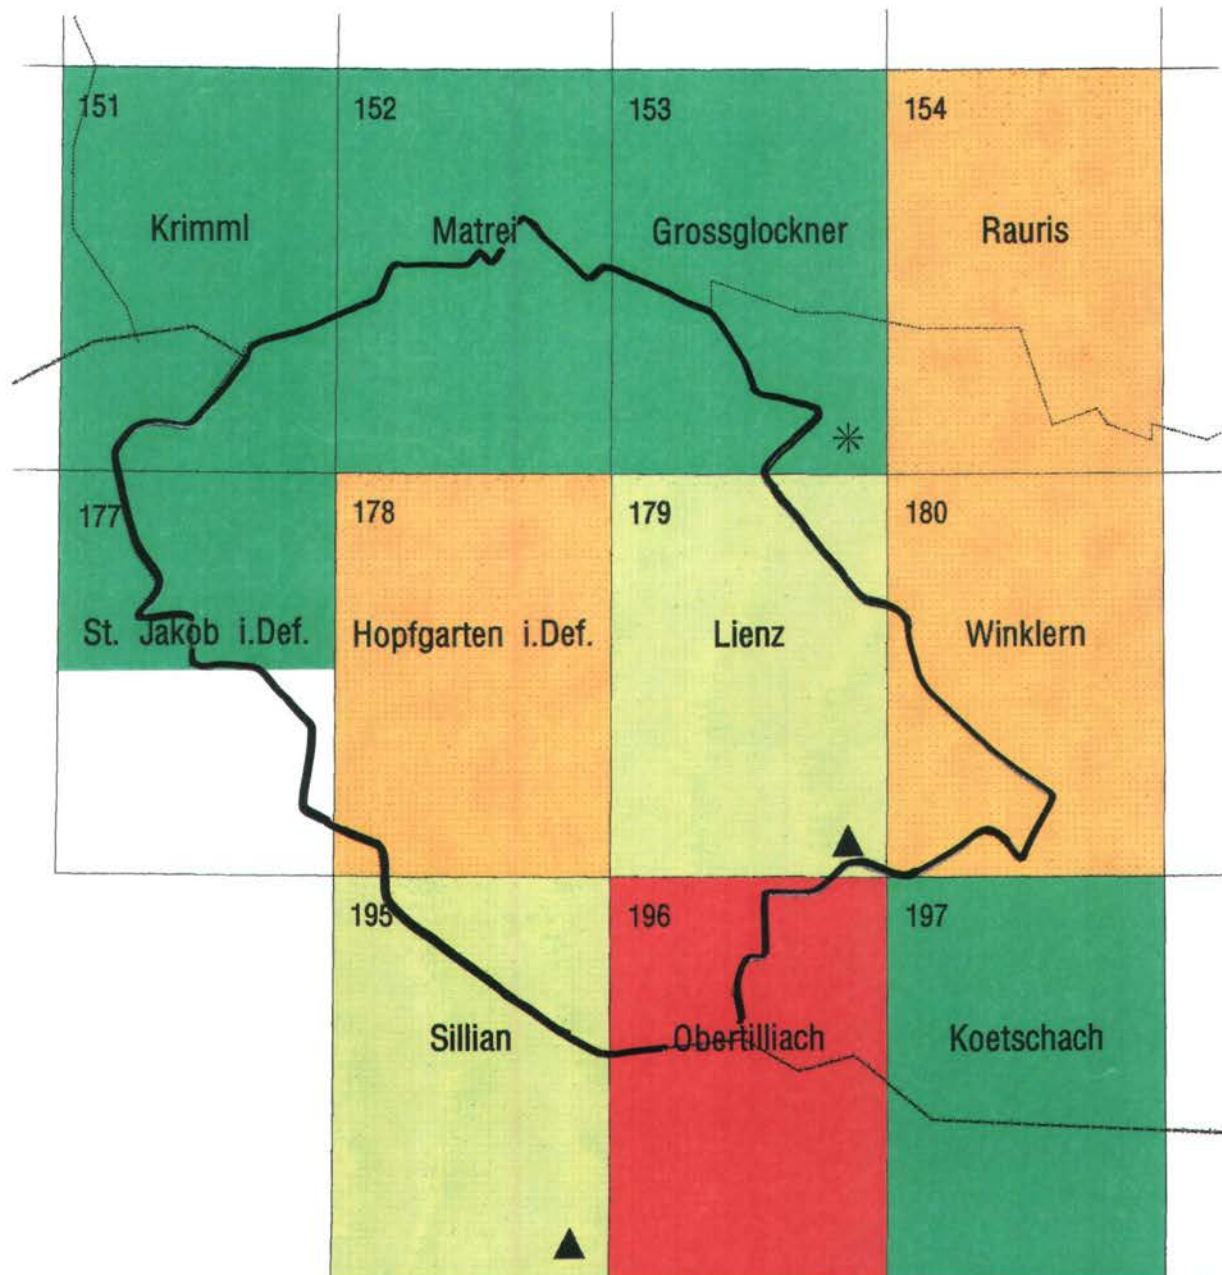 151
152
153
154
Krimml
Matrei
Grossglockner
Rauris
177
178
179
180
St. Jakob i.Def.
Hopfgarten i.Def.
Lienz
Winklern
195
196
197
Sillian
Obertilliach
Koetschach